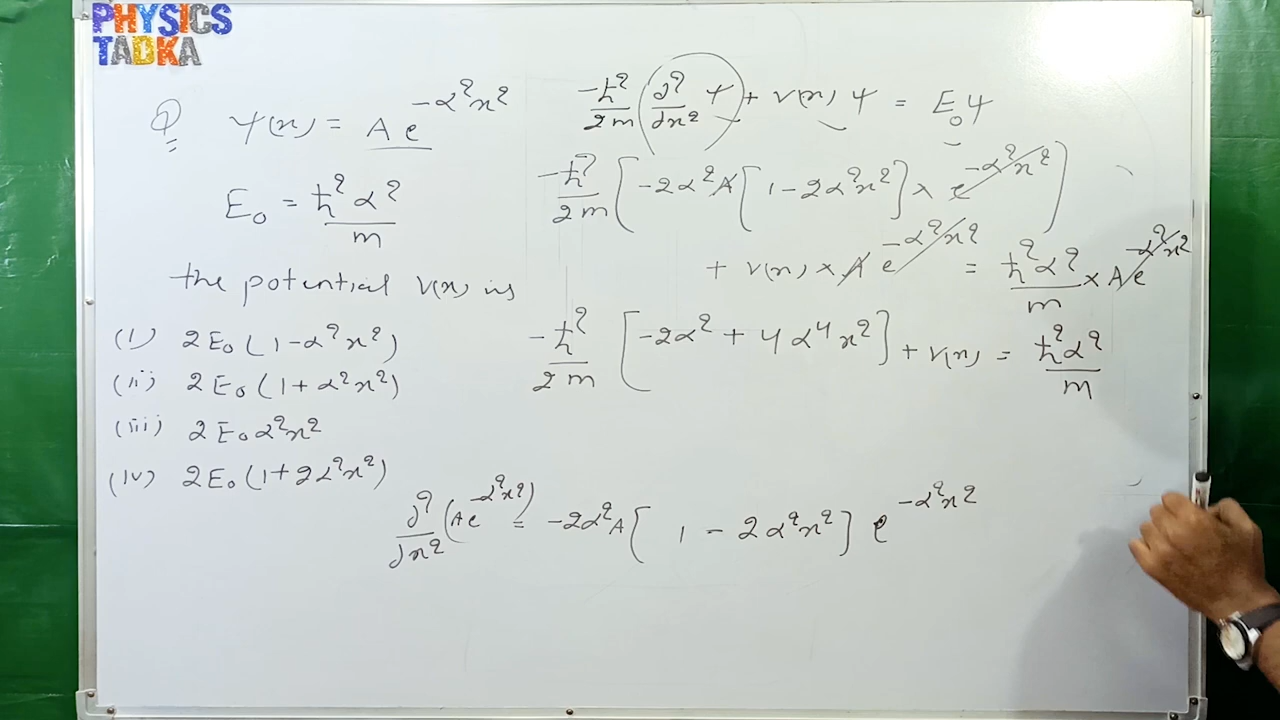 PHYSICS
TADKA
Q ψ(x) = A e^{-α²x²}
E₀ = ħ²α²/m
the potential V(x) is
(i) 2E₀(1-α²x²)
(ii) 2E₀(1+α²x²)
(iii) 2E₀α²x²
(iv) 2E₀(1+2α²x²)
-ħ²/2m ∂²/∂x² ψ + V(x) ψ = E₀ψ
-ħ²/2m [-2α²A[1-2α²x²] × e^{-α²x²}]
+ V(x) × A e^{-α²x²} = ħ²α²/m × A e^{-α²x²}
-ħ²/2m [-2α² + 4α⁴x²] + V(x) = ħ²α²/m
∂²/∂x² (A e^{-α²x²}) = -2α²A[1 - 2α²x²] e^{-α²x²}